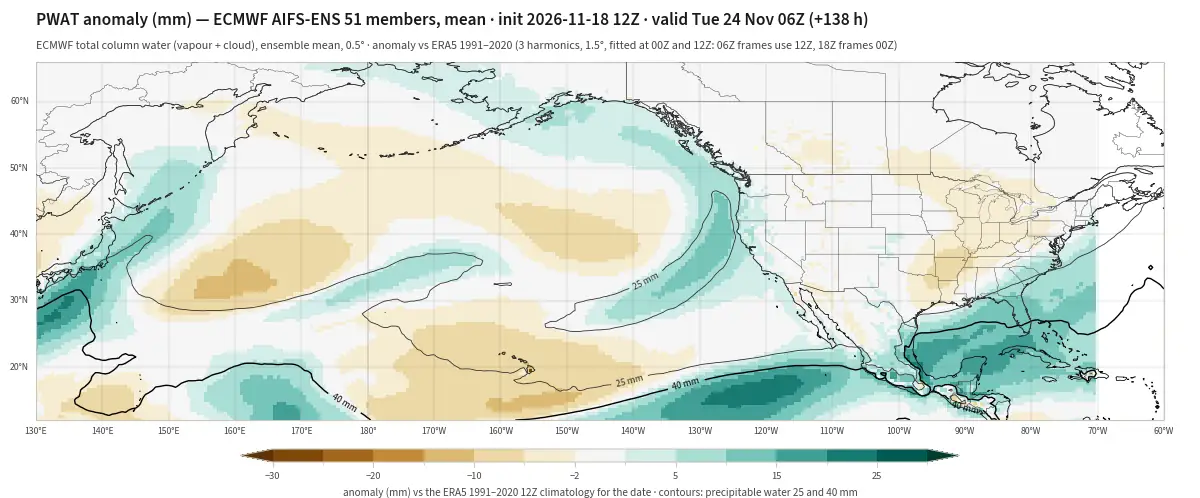 PWAT anomaly (mm) — ECMWF AIFS-ENS 51 members, mean · init 2026-11-18 12Z · valid Tue 24 Nov 06Z (+138 h)
ECMWF total column water (vapour + cloud), ensemble mean, 0.5° · anomaly vs ERA5 1991–2020 (3 harmonics, 1.5°, fitted at 00Z and 12Z: 06Z frames use 12Z, 18Z frames 00Z)
60°N
50°N
40°N
30°N
20°N
25 mm
25 mm
40 mm
40 mm
40 mm
130°E 140°E 150°E 160°E 170°E 180° 170°W 160°W 150°W 140°W 130°W 120°W 110°W 100°W 90°W 80°W 70°W 60°W
−30 −20 −10 −2 5 15 25
anomaly (mm) vs the ERA5 1991–2020 12Z climatology for the date · contours: precipitable water 25 and 40 mm